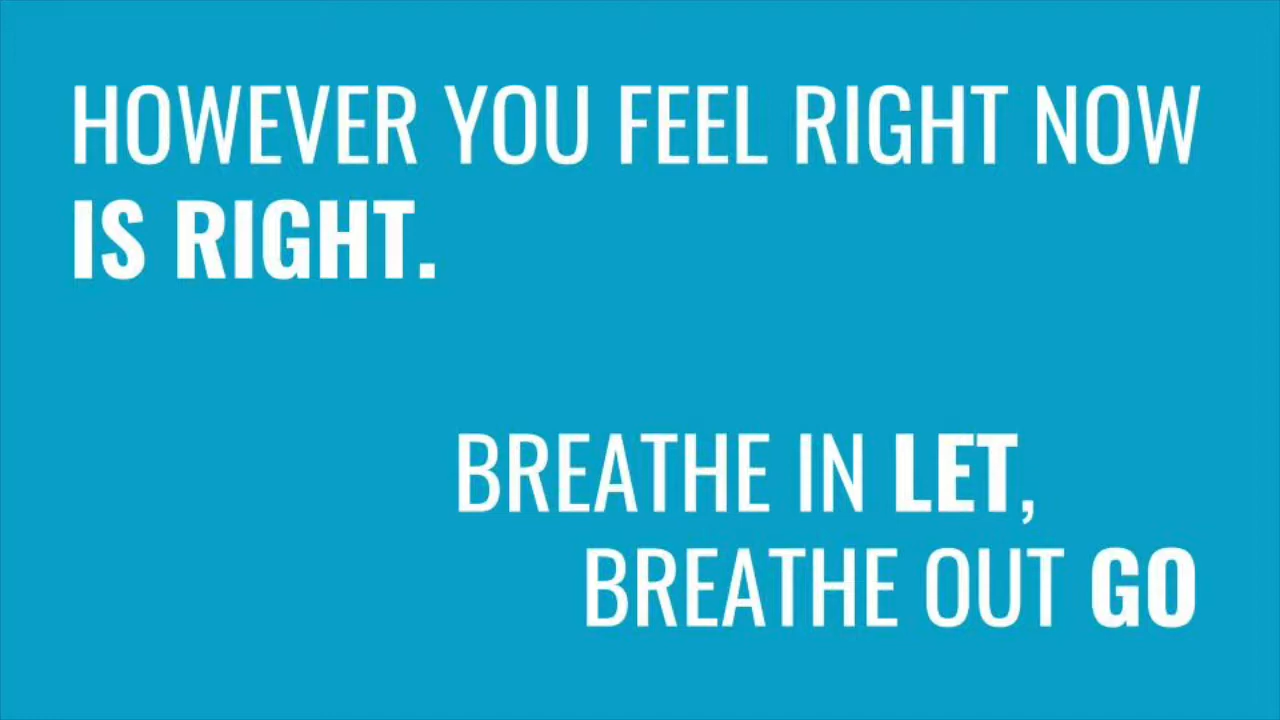 HOWEVER YOU FEEL RIGHT NOW
IS RIGHT.
BREATHE IN LET,
BREATHE OUT GO